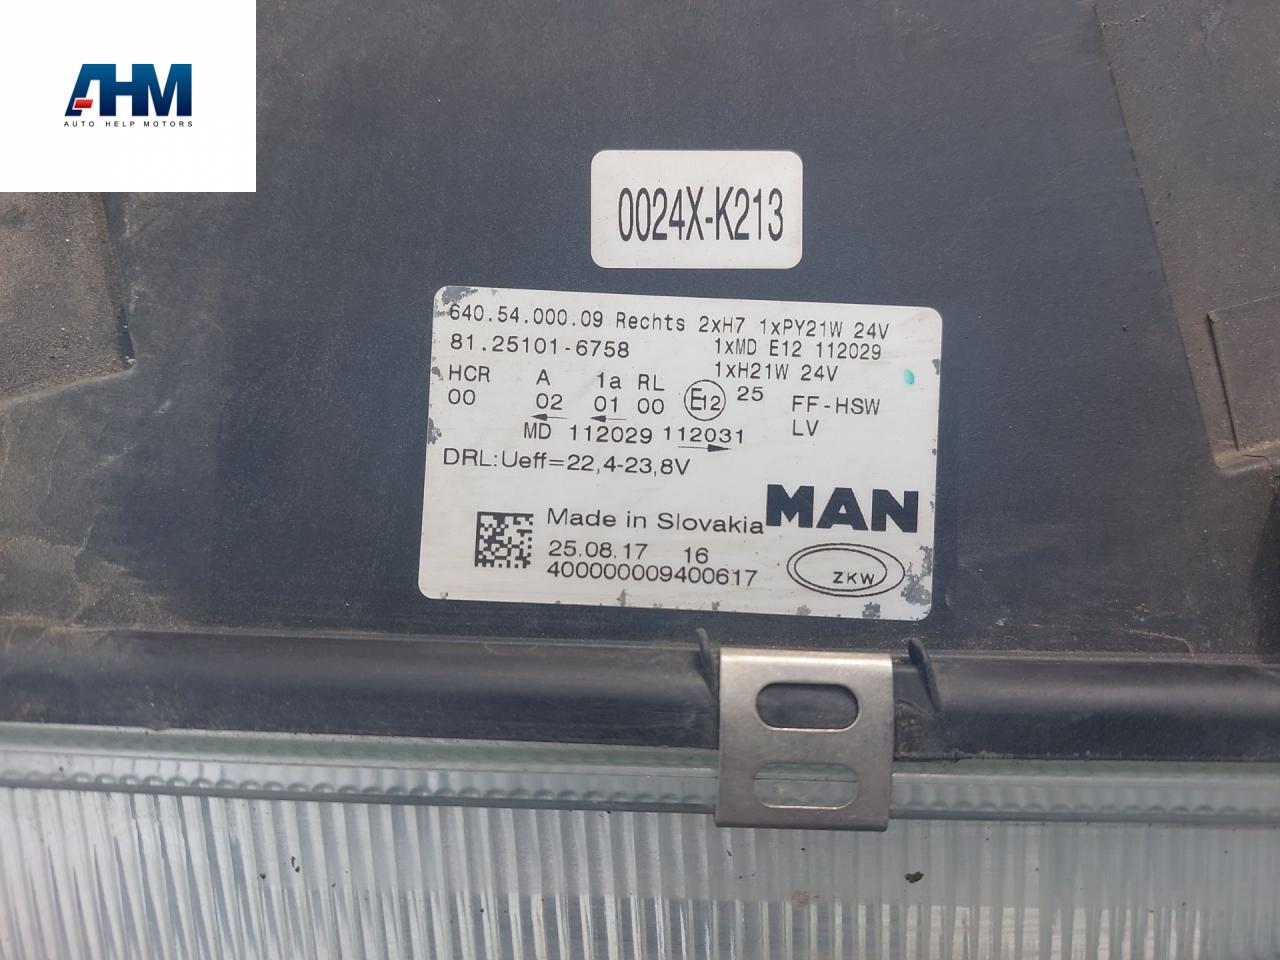 AHM
AUTO HELP MOTORS
0024X-K213
640.54.000.09 Rechts 2xH7 1xPY21W 24V
81.25101-6758 1xMD E12 112029
1xH21W 24V
HCR A 1a RL E12 25 FF-HSW
00 02 01 00 LV
MD 112029 112031
DRL:Ueff=22,4-23,8V
MAN
Made in Slovakia
25.08.17 16
400000009400617
ZKW